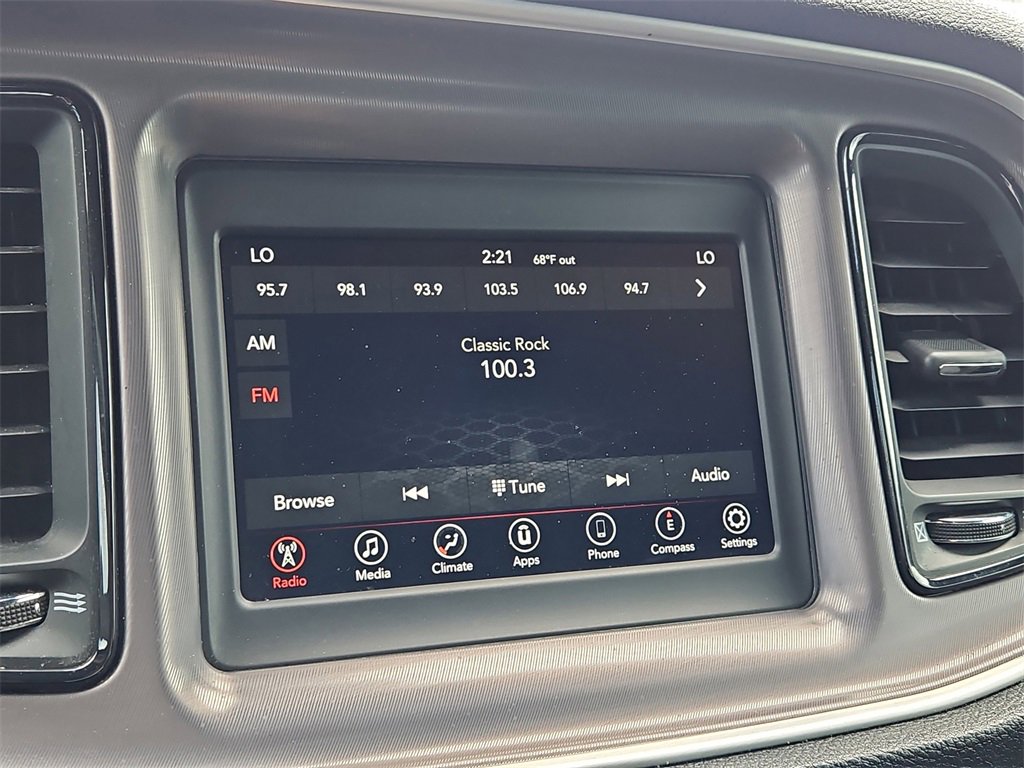 LO 2:21 68°F out LO
95.7 98.1 93.9 103.5 106.9 94.7
AM
Classic Rock
100.3
FM
Browse Tune Audio
E
Radio Media Climate Apps Phone Compass Settings